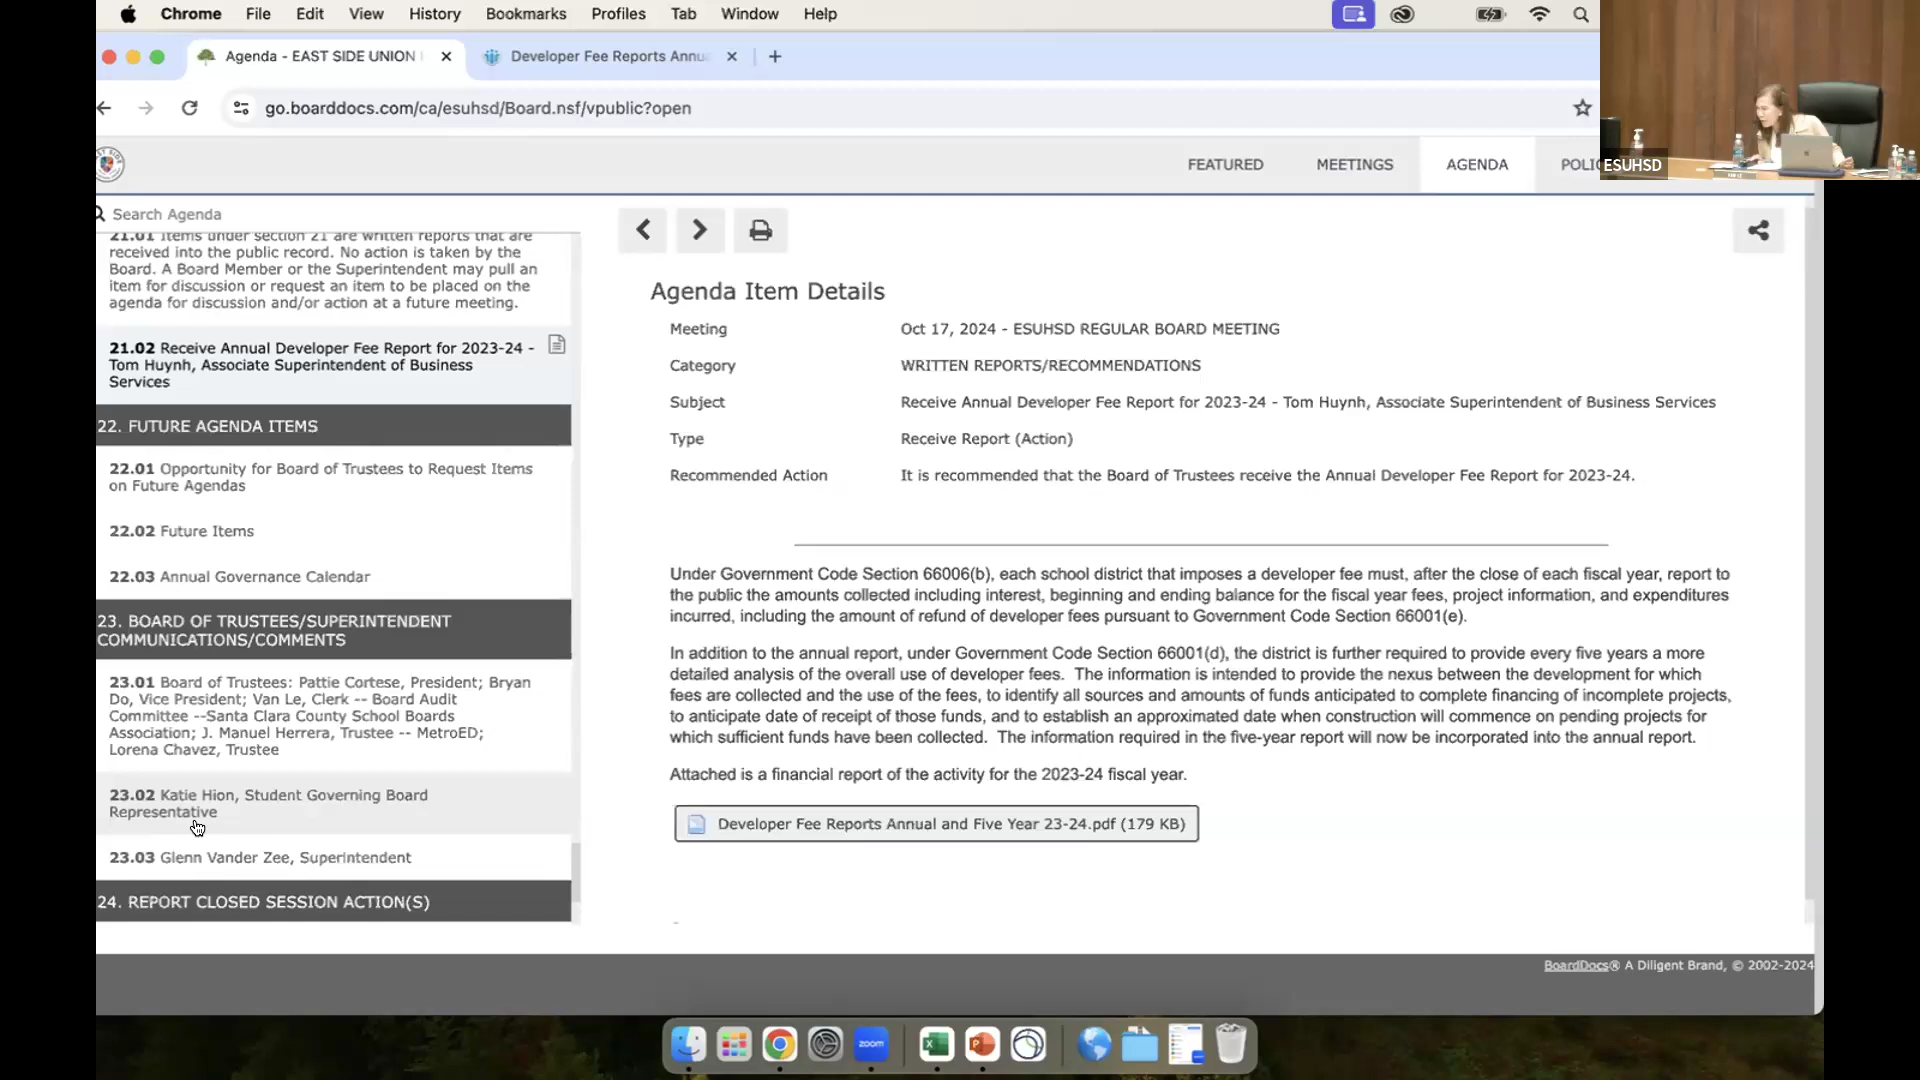 Chrome File Edit View History Bookmarks Profiles Tab Window Help
Agenda - EAST SIDE UNION
Developer Fee Reports Annu
go.boarddocs.com/ca/esuhsd/Board.nsf/vpublic?open
ESUHSD
FEATURED MEETINGS AGENDA POLI
Search Agenda
21.01 Items under section 21 are written reports that are
received into the public record. No action is taken by the
Board. A Board Member or the Superintendent may pull an
item for discussion or request an item to be placed on the
agenda for discussion and/or action at a future meeting.
21.02 Receive Annual Developer Fee Report for 2023-24 -
Tom Huynh, Associate Superintendent of Business
Services
22. FUTURE AGENDA ITEMS
22.01 Opportunity for Board of Trustees to Request Items
on Future Agendas
22.02 Future Items
22.03 Annual Governance Calendar
23. BOARD OF TRUSTEES/SUPERINTENDENT
COMMUNICATIONS/COMMENTS
23.01 Board of Trustees: Pattie Cortese, President; Bryan
Do, Vice President; Van Le, Clerk -- Board Audit
Committee --Santa Clara County School Boards
Association; J. Manuel Herrera, Trustee -- MetroED;
Lorena Chavez, Trustee
23.02 Katie Hion, Student Governing Board
Representative
23.03 Glenn Vander Zee, Superintendent
24. REPORT CLOSED SESSION ACTION(S)
Agenda Item Details
Meeting Oct 17, 2024 - ESUHSD REGULAR BOARD MEETING
Category WRITTEN REPORTS/RECOMMENDATIONS
Subject Receive Annual Developer Fee Report for 2023-24 - Tom Huynh, Associate Superintendent of Business Services
Type Receive Report (Action)
Recommended Action It is recommended that the Board of Trustees receive the Annual Developer Fee Report for 2023-24.
Under Government Code Section 66006(b), each school district that imposes a developer fee must, after the close of each fiscal year, report to
the public the amounts collected including interest, beginning and ending balance for the fiscal year fees, project information, and expenditures
incurred, including the amount of refund of developer fees pursuant to Government Code Section 66001(e).
In addition to the annual report, under Government Code Section 66001(d), the district is further required to provide every five years a more
detailed analysis of the overall use of developer fees. The information is intended to provide the nexus between the development for which
fees are collected and the use of the fees, to identify all sources and amounts of funds anticipated to complete financing of incomplete projects,
to anticipate date of receipt of those funds, and to establish an approximated date when construction will commence on pending projects for
which sufficient funds have been collected. The information required in the five-year report will now be incorporated into the annual report.
Attached is a financial report of the activity for the 2023-24 fiscal year.
Developer Fee Reports Annual and Five Year 23-24.pdf (179 KB)
BoardDocs® A Diligent Brand, © 2002-2024
zoom